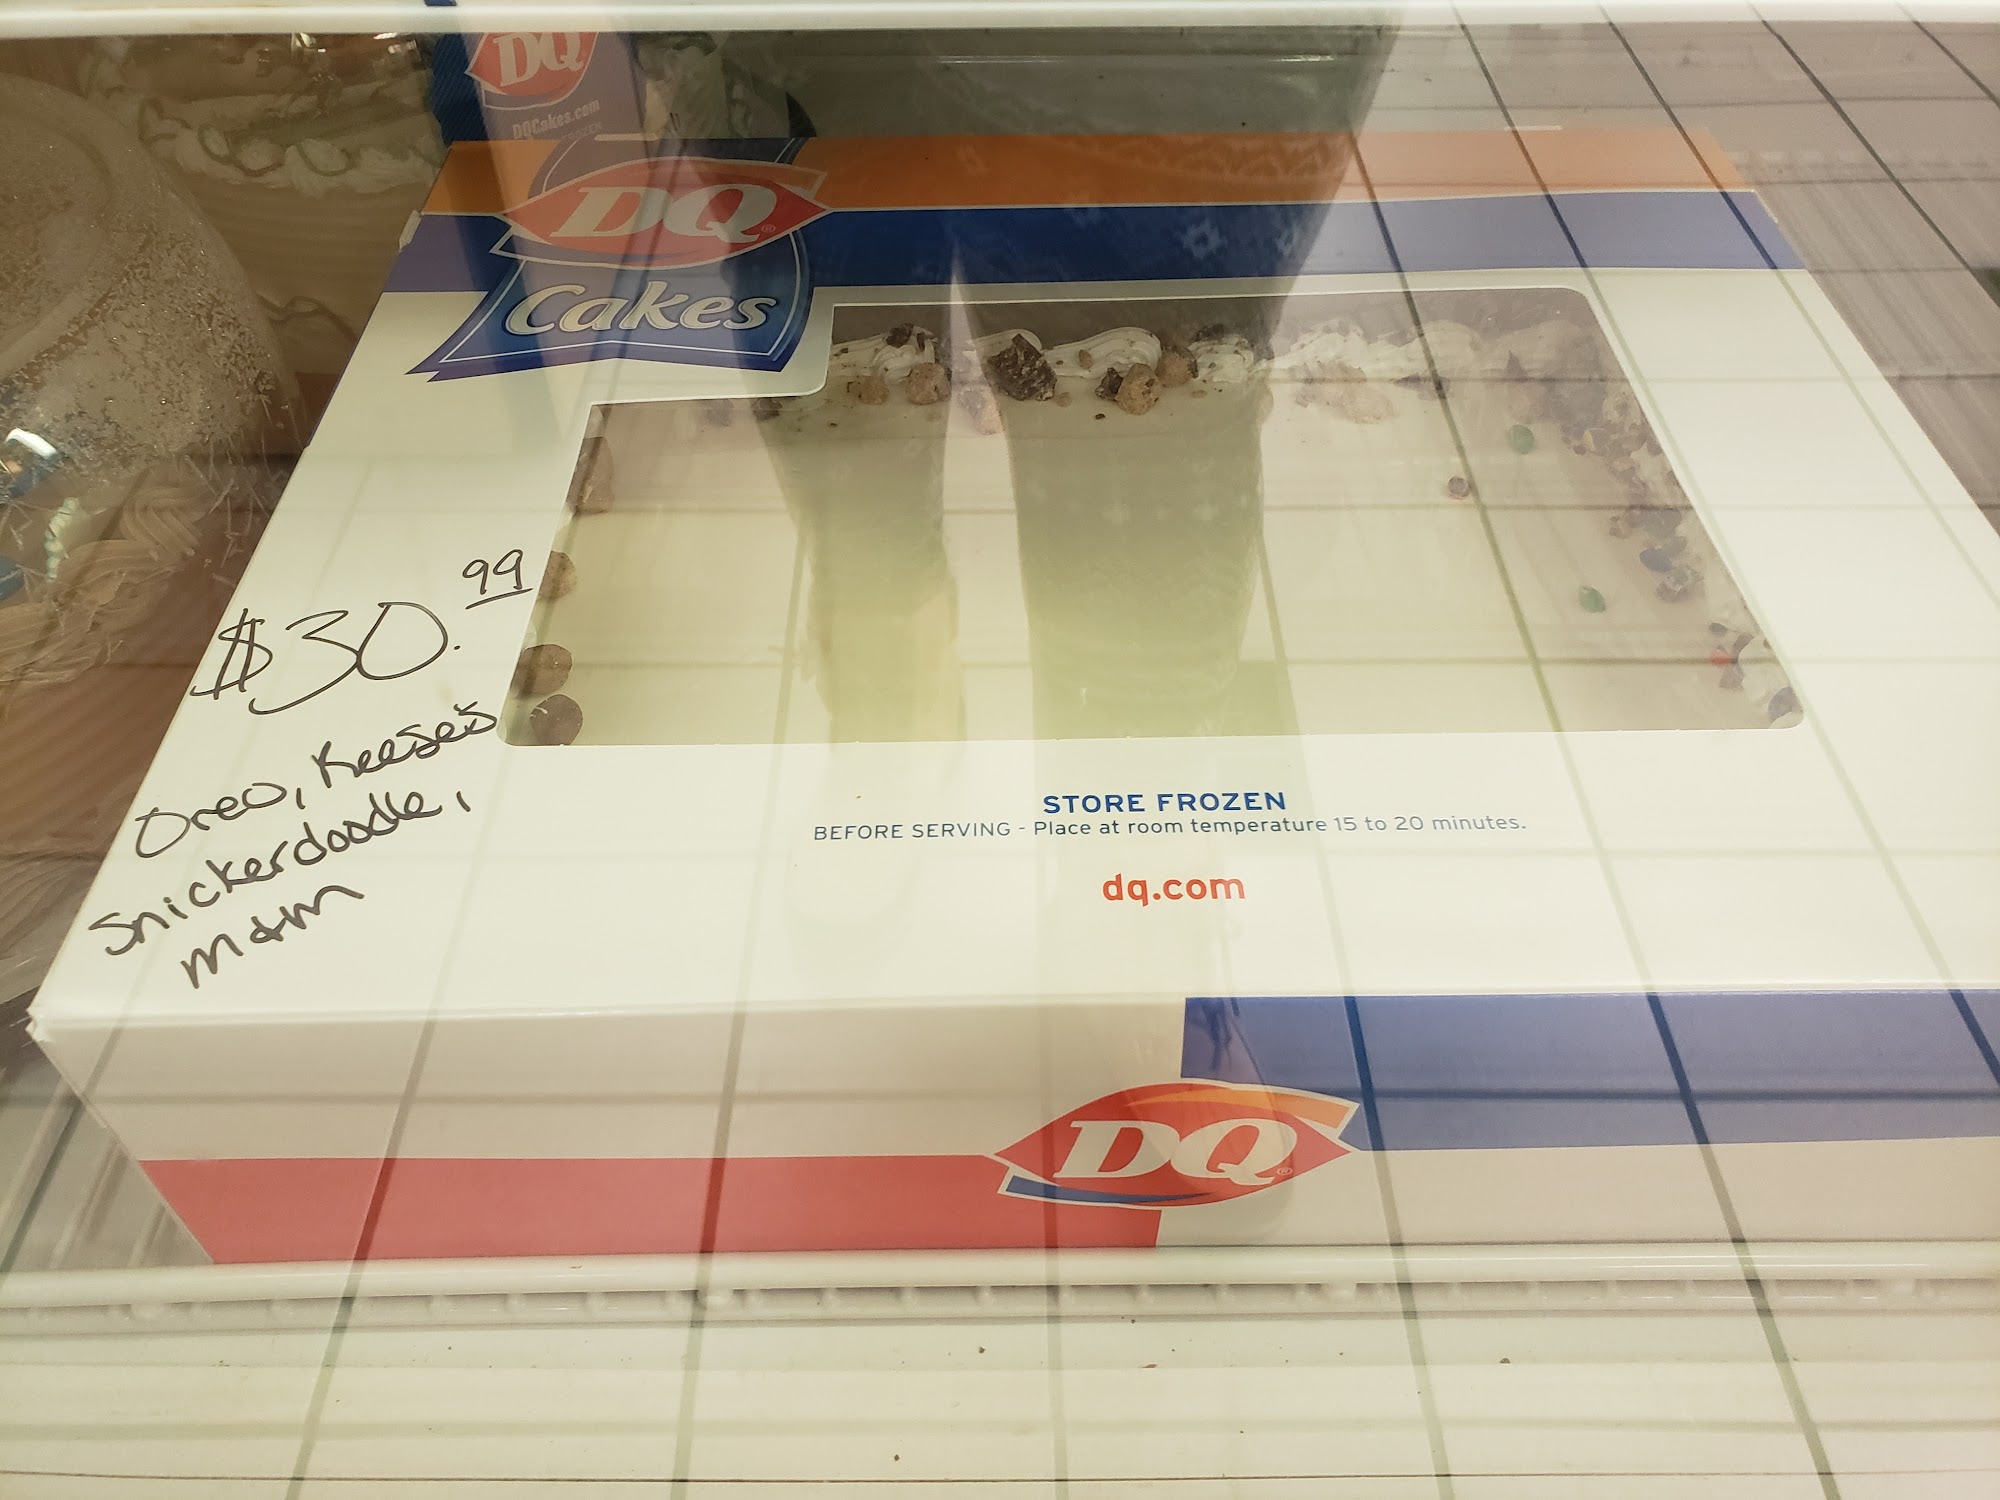 DQ
DQCakes.com
DQ®
Cakes
$30.99
Oreo, Reeses
Snickerdoodle,
M&M
STORE FROZEN
BEFORE SERVING - Place at room temperature 15 to 20 minutes.
dq.com
DQ®